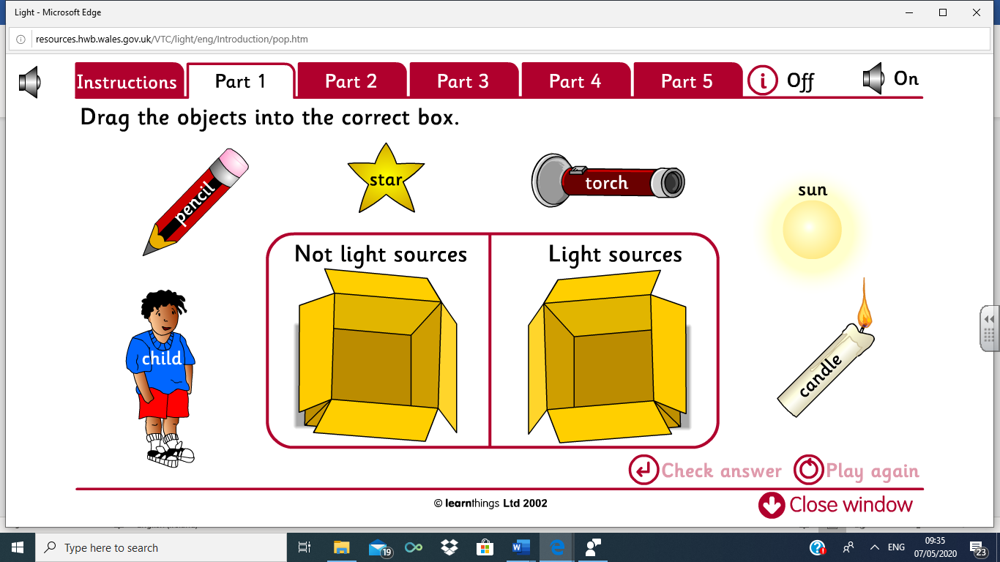 Light - Microsoft Edge
resources.hwb.wales.gov.uk/VTC/light/eng/Introduction/pop.htm
Instructions
Part 1
Part 2
Part 3
Part 4
Part 5
i
Off
On
Drag the objects into the correct box.
pencil
star
torch
sun
Not light sources
Light sources
child
candle
Check answer
Play again
© learnthings Ltd 2002
Close window
Type here to search
19
ENG
09:35
07/05/2020
23